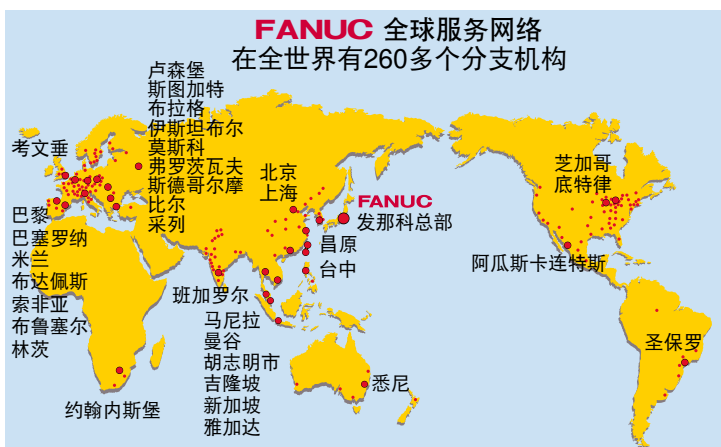 FANUC 全球服务网络
在全世界有260多个分支机构
卢森堡
斯图加特
布拉格
伊斯坦布尔
莫斯科
弗罗茨瓦夫
斯德哥尔摩
比尔
采列
考文垂
巴黎
巴塞罗纳
米兰
布达佩斯
索非亚
布鲁塞尔
林茨
约翰内斯堡
北京
上海
FANUC
发那科总部
昌原
台中
班加罗尔
马尼拉
曼谷
胡志明市
吉隆坡
新加坡
雅加达
悉尼
芝加哥
底特律
阿瓜斯卡连特斯
圣保罗